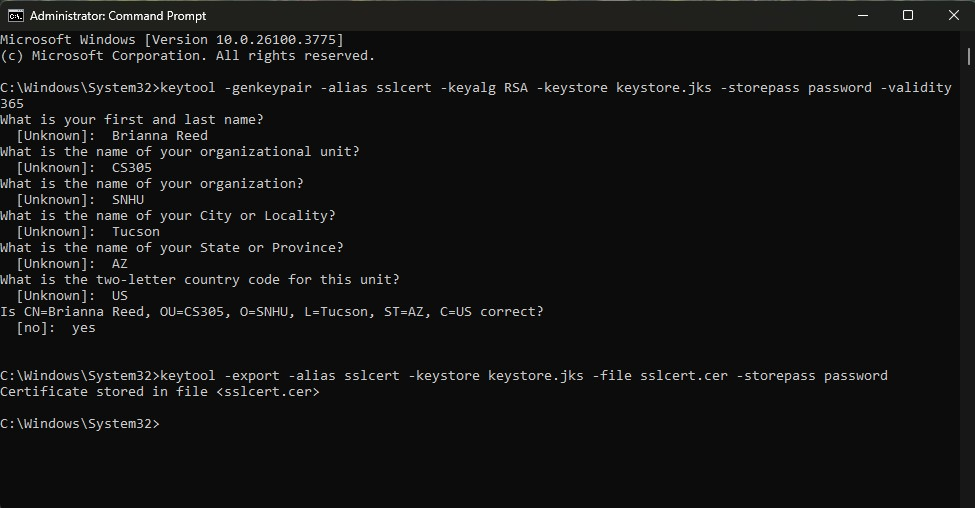 Administrator: Command Prompt
Microsoft Windows [Version 10.0.26100.3775]
(c) Microsoft Corporation. All rights reserved.
C:\Windows\System32>keytool -genkeypair -alias sslcert -keyalg RSA -keystore keystore.jks -storepass password -validity
365
What is your first and last name?
[Unknown]:  Brianna Reed
What is the name of your organizational unit?
[Unknown]:  CS305
What is the name of your organization?
[Unknown]:  SNHU
What is the name of your City or Locality?
[Unknown]:  Tucson
What is the name of your State or Province?
[Unknown]:  AZ
What is the two-letter country code for this unit?
[Unknown]:  US
Is CN=Brianna Reed, OU=CS305, O=SNHU, L=Tucson, ST=AZ, C=US correct?
[no]:  yes
C:\Windows\System32>keytool -export -alias sslcert -keystore keystore.jks -file sslcert.cer -storepass password
Certificate stored in file <sslcert.cer>
C:\Windows\System32>